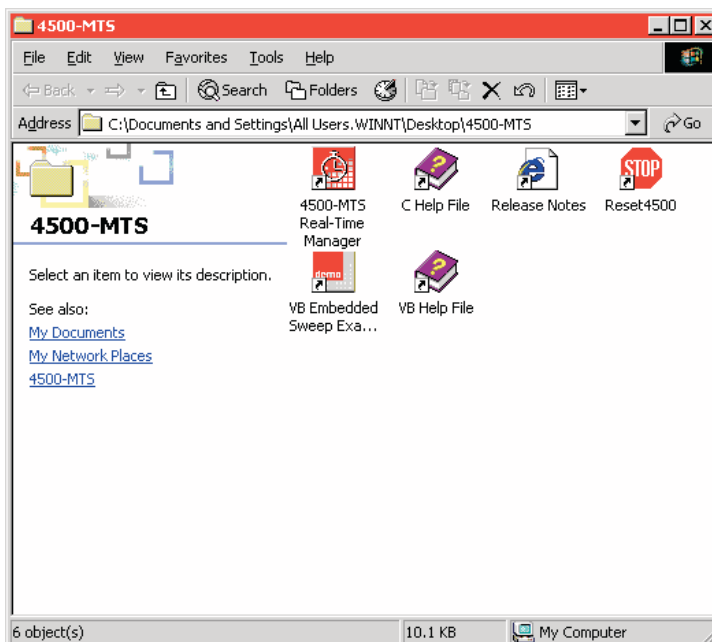 4500-MTS
File Edit View Favorites Tools Help
Back Search Folders
Address C:\Documents and Settings\All Users.WINNT\Desktop\4500-MTS Go
4500-MTS
Select an item to view its description.
See also:
My Documents
My Network Places
4500-MTS
4500-MTS
Real-Time
Manager
C Help File
Release Notes
STOP
Reset4500
demo
VB Embedded
Sweep Exa...
VB Help File
6 object(s) 10.1 KB My Computer